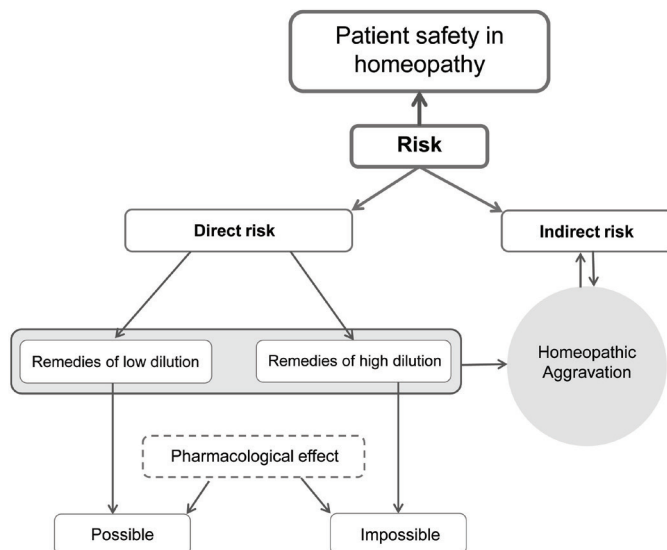 Patient safety in
homeopathy
Risk
Direct risk
Indirect risk
Remedies of low dilution
Remedies of high dilution
Homeopathic
Aggravation
Pharmacological effect
Possible
Impossible